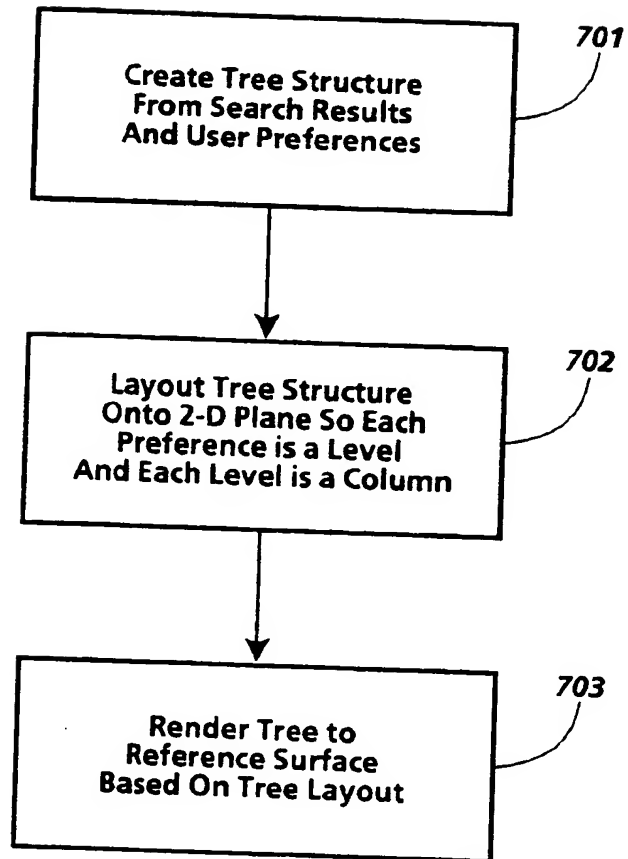 701
Create Tree Structure
From Search Results
And User Preferences
702
Layout Tree Structure
Onto 2-D Plane So Each
Preference is a Level
And Each Level is a Column
703
Render Tree to
Reference Surface
Based On Tree Layout